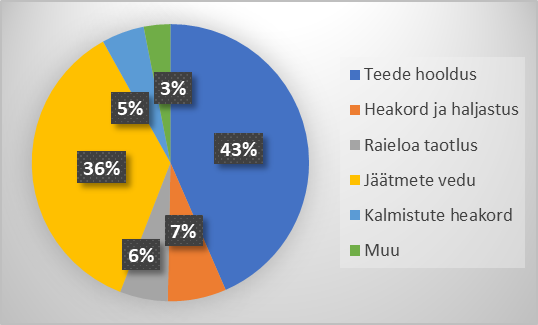 3%
5%
43%
36%
7%
6%
Teede hooldus
Heakord ja haljastus
Raieloa taotlus
Jäätmete vedu
Kalmistute heakord
Muu